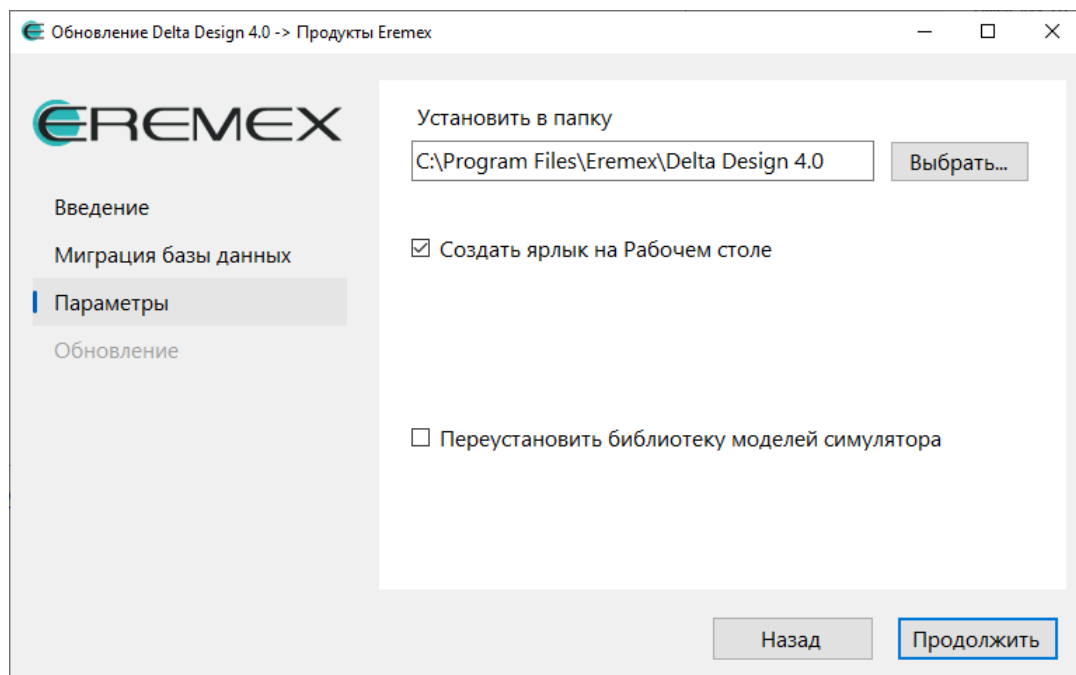 Обновление Delta Design 4.0 -> Продукты Eremex
EREMEX
Введение
Миграция базы данных
Параметры
Обновление
Установить в папку
C:\Program Files\Eremex\Delta Design 4.0
Выбрать...
Создать ярлык на Рабочем столе
Переустановить библиотеку моделей симулятора
Назад
Продолжить